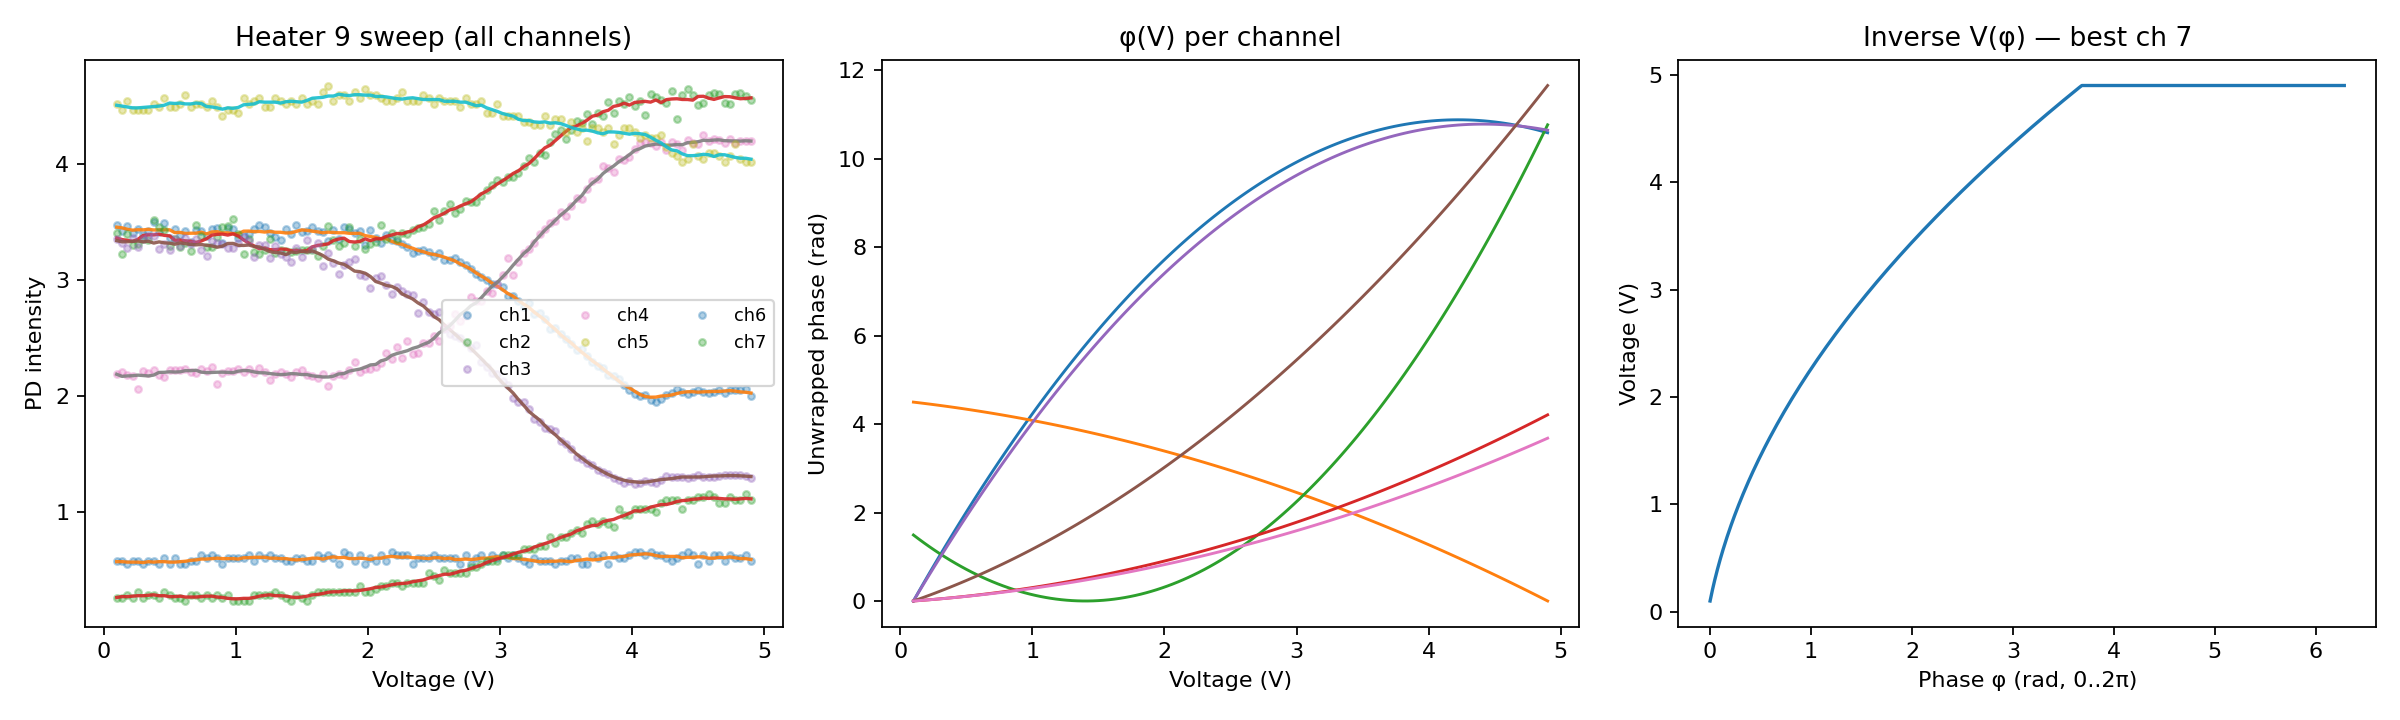 Heater 9 sweep (all channels)
PD intensity
4
3
2
1
ch1 ch4 ch6
ch2 ch5 ch7
ch3
0 1 2 3 4 5
Voltage (V)
φ(V) per channel
Unwrapped phase (rad)
12
10
8
6
4
2
0
0 1 2 3 4 5
Voltage (V)
Inverse V(φ) — best ch 7
Voltage (V)
5
4
3
2
1
0
0 1 2 3 4 5 6
Phase φ (rad, 0..2π)